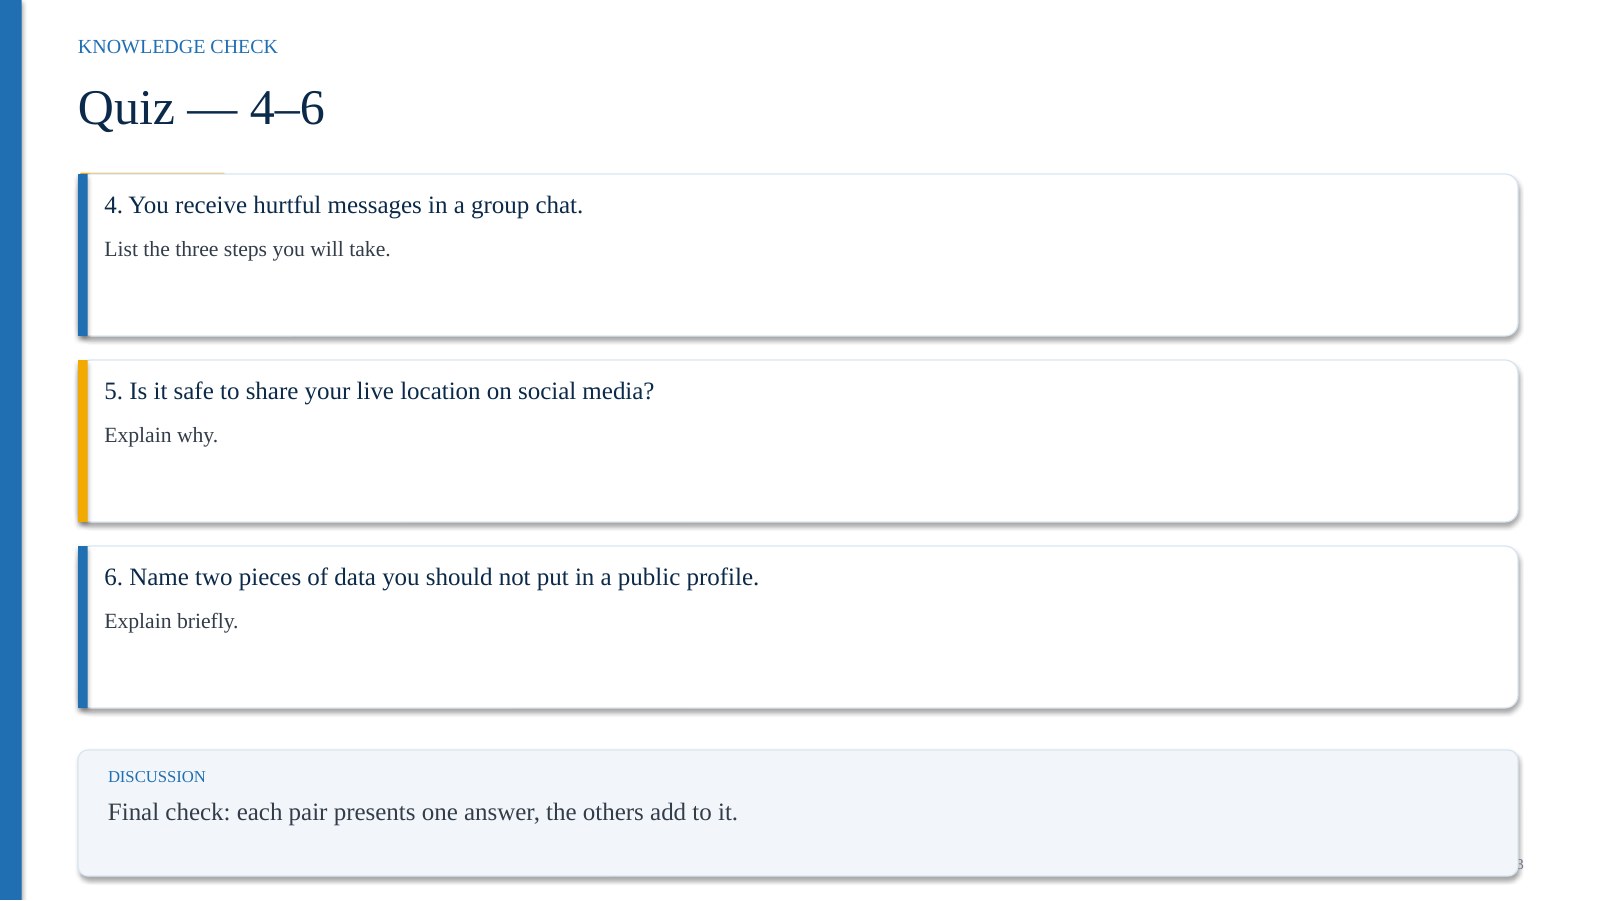 KNOWLEDGE CHECK
Quiz — 4–6
4. You receive hurtful messages in a group chat.
List the three steps you will take.
5. Is it safe to share your live location on social media?
Explain why.
6. Name two pieces of data you should not put in a public profile.
Explain briefly.
DISCUSSION
Final check: each pair presents one answer, the others add to it.